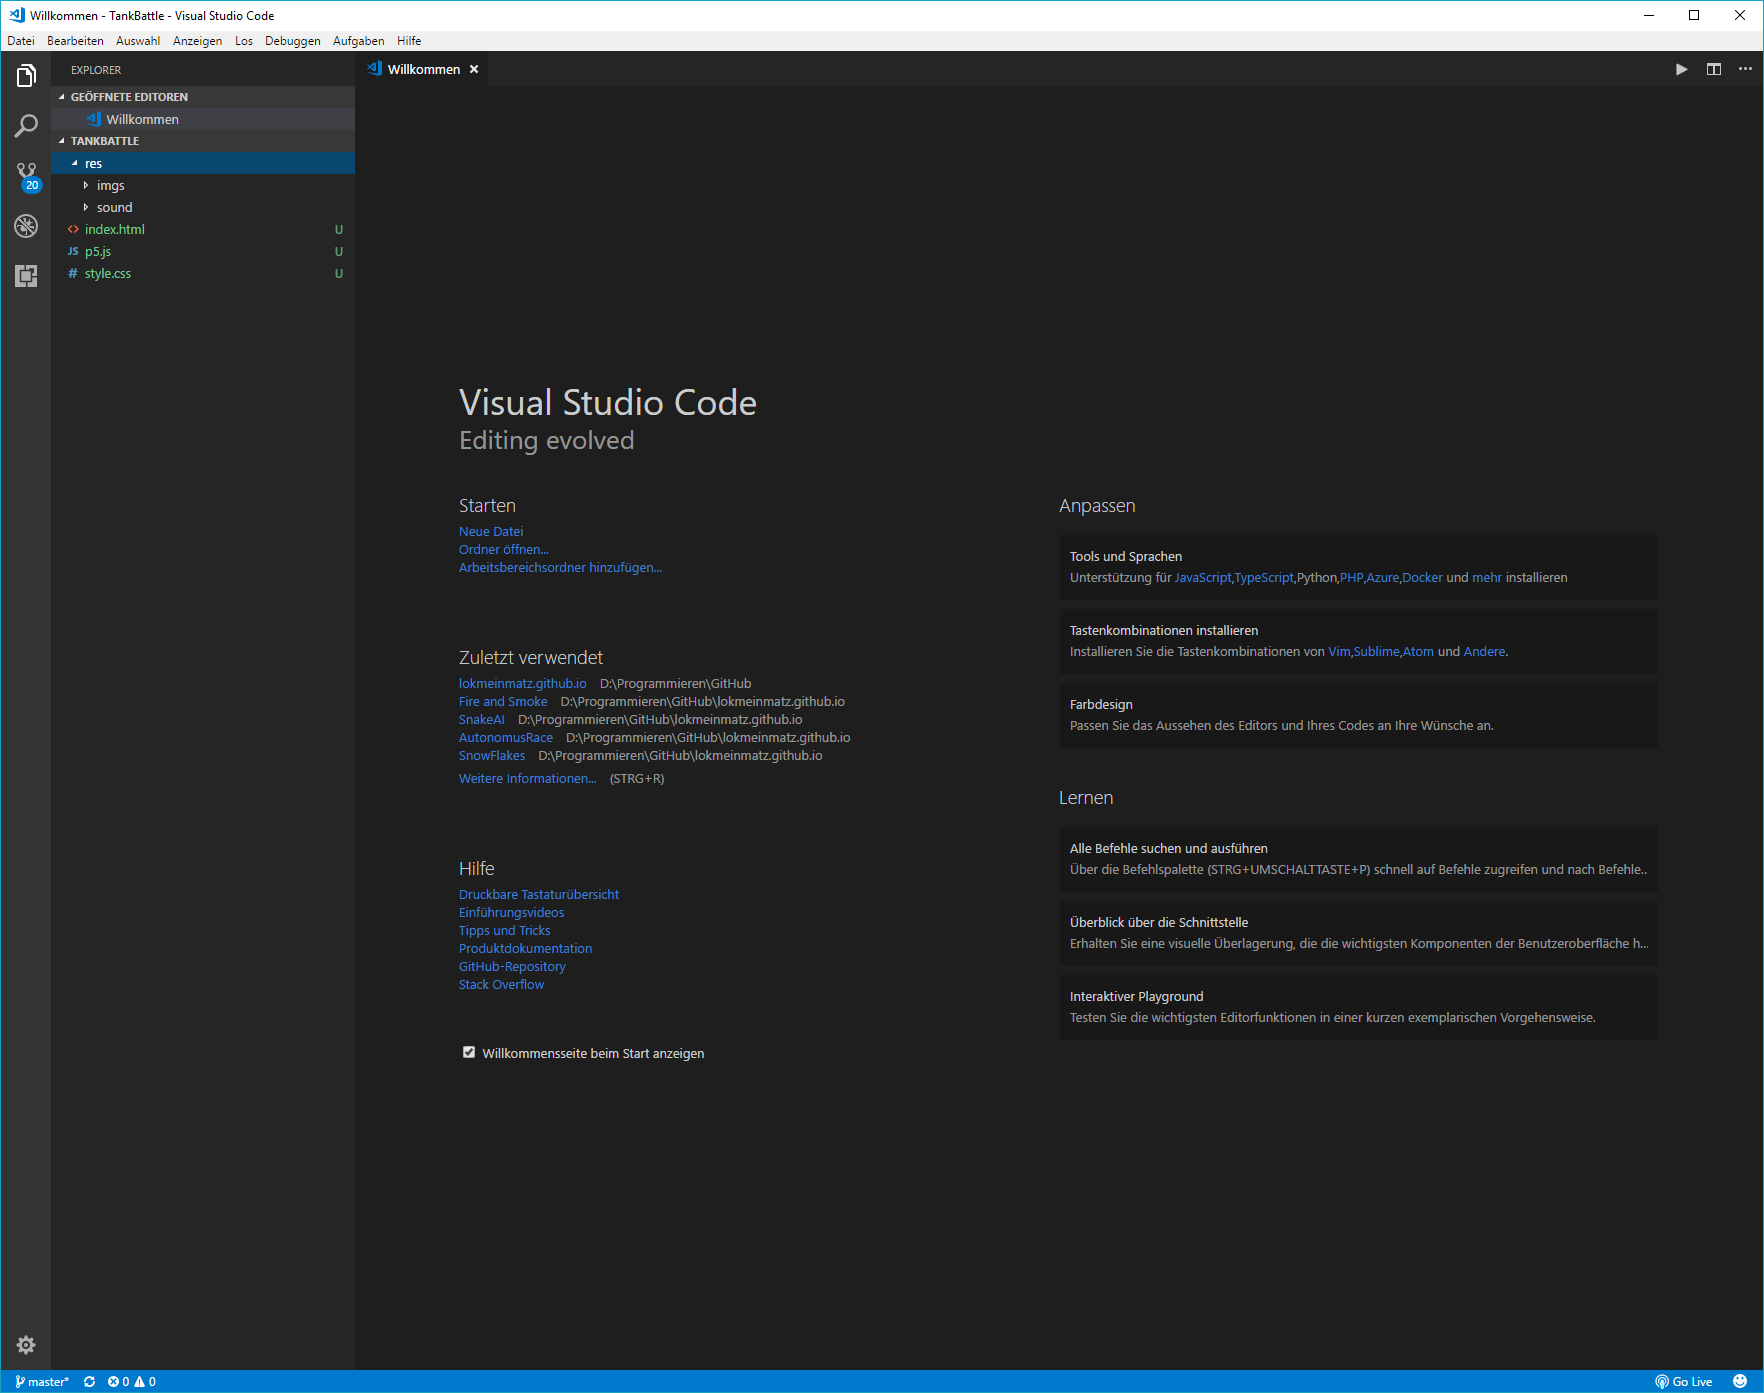 Willkommen - TankBattle - Visual Studio Code
Datei Bearbeiten Auswahl Anzeigen Los Debuggen Aufgaben Hilfe
EXPLORER
GEÖFFNETE EDITOREN
Willkommen
TANKBATTLE
res
imgs
sound
<> index.html U
JS p5.js U
# style.css U
20
Willkommen
Visual Studio Code
Editing evolved
Starten
Neue Datei
Ordner öffnen...
Arbeitsbereichsordner hinzufügen...
Zuletzt verwendet
lokmeinmatz.github.io D:\Programmieren\GitHub
Fire and Smoke D:\Programmieren\GitHub\lokmeinmatz.github.io
SnakeAI D:\Programmieren\GitHub\lokmeinmatz.github.io
AutonomusRace D:\Programmieren\GitHub\lokmeinmatz.github.io
SnowFlakes D:\Programmieren\GitHub\lokmeinmatz.github.io
Weitere Informationen... (STRG+R)
Hilfe
Druckbare Tastaturübersicht
Einführungsvideos
Tipps und Tricks
Produktdokumentation
GitHub-Repository
Stack Overflow
Willkommensseite beim Start anzeigen
Anpassen
Tools und Sprachen
Unterstützung für JavaScript,TypeScript,Python,PHP,Azure,Docker und mehr installieren
Tastenkombinationen installieren
Installieren Sie die Tastenkombinationen von Vim,Sublime,Atom und Andere.
Farbdesign
Passen Sie das Aussehen des Editors und Ihres Codes an Ihre Wünsche an.
Lernen
Alle Befehle suchen und ausführen
Über die Befehlspalette (STRG+UMSCHALTTASTE+P) schnell auf Befehle zugreifen und nach Befehle..
Überblick über die Schnittstelle
Erhalten Sie eine visuelle Überlagerung, die die wichtigsten Komponenten der Benutzeroberfläche h...
Interaktiver Playground
Testen Sie die wichtigsten Editorfunktionen in einer kurzen exemplarischen Vorgehensweise.
master* 0 0 Go Live